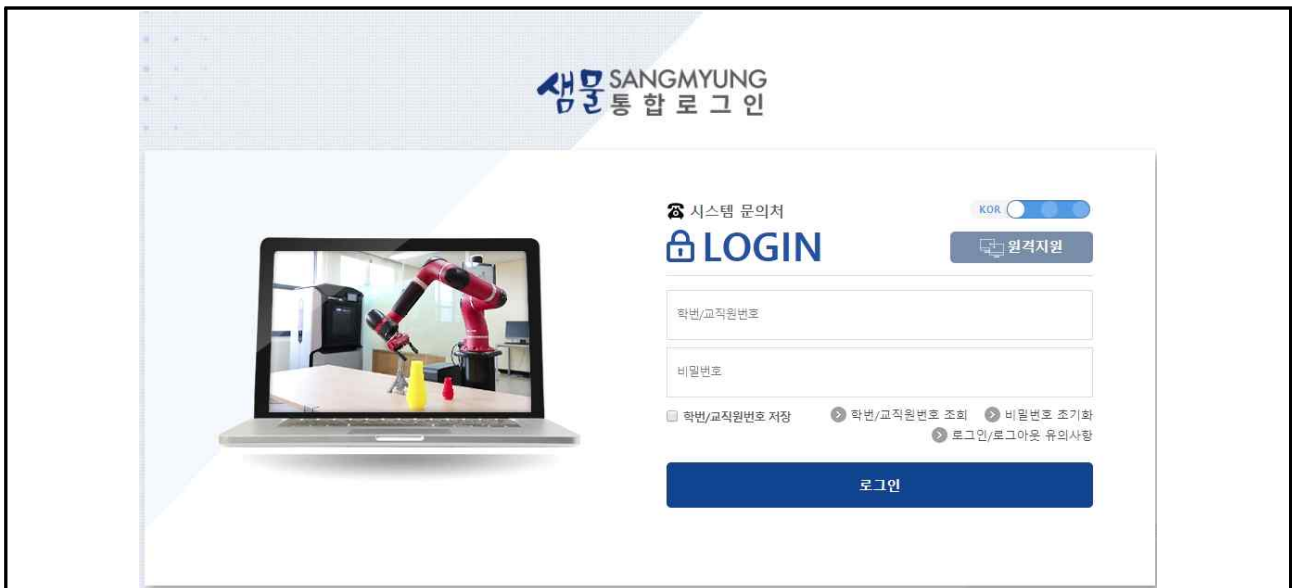 샘물 SANGMYUNG
통합로그인
☎ 시스템 문의처
KOR
LOGIN
원격지원
학번/교직원번호
비밀번호
학번/교직원번호 저장
학번/교직원번호 조회
비밀번호 초기화
로그인/로그아웃 유의사항
로그인